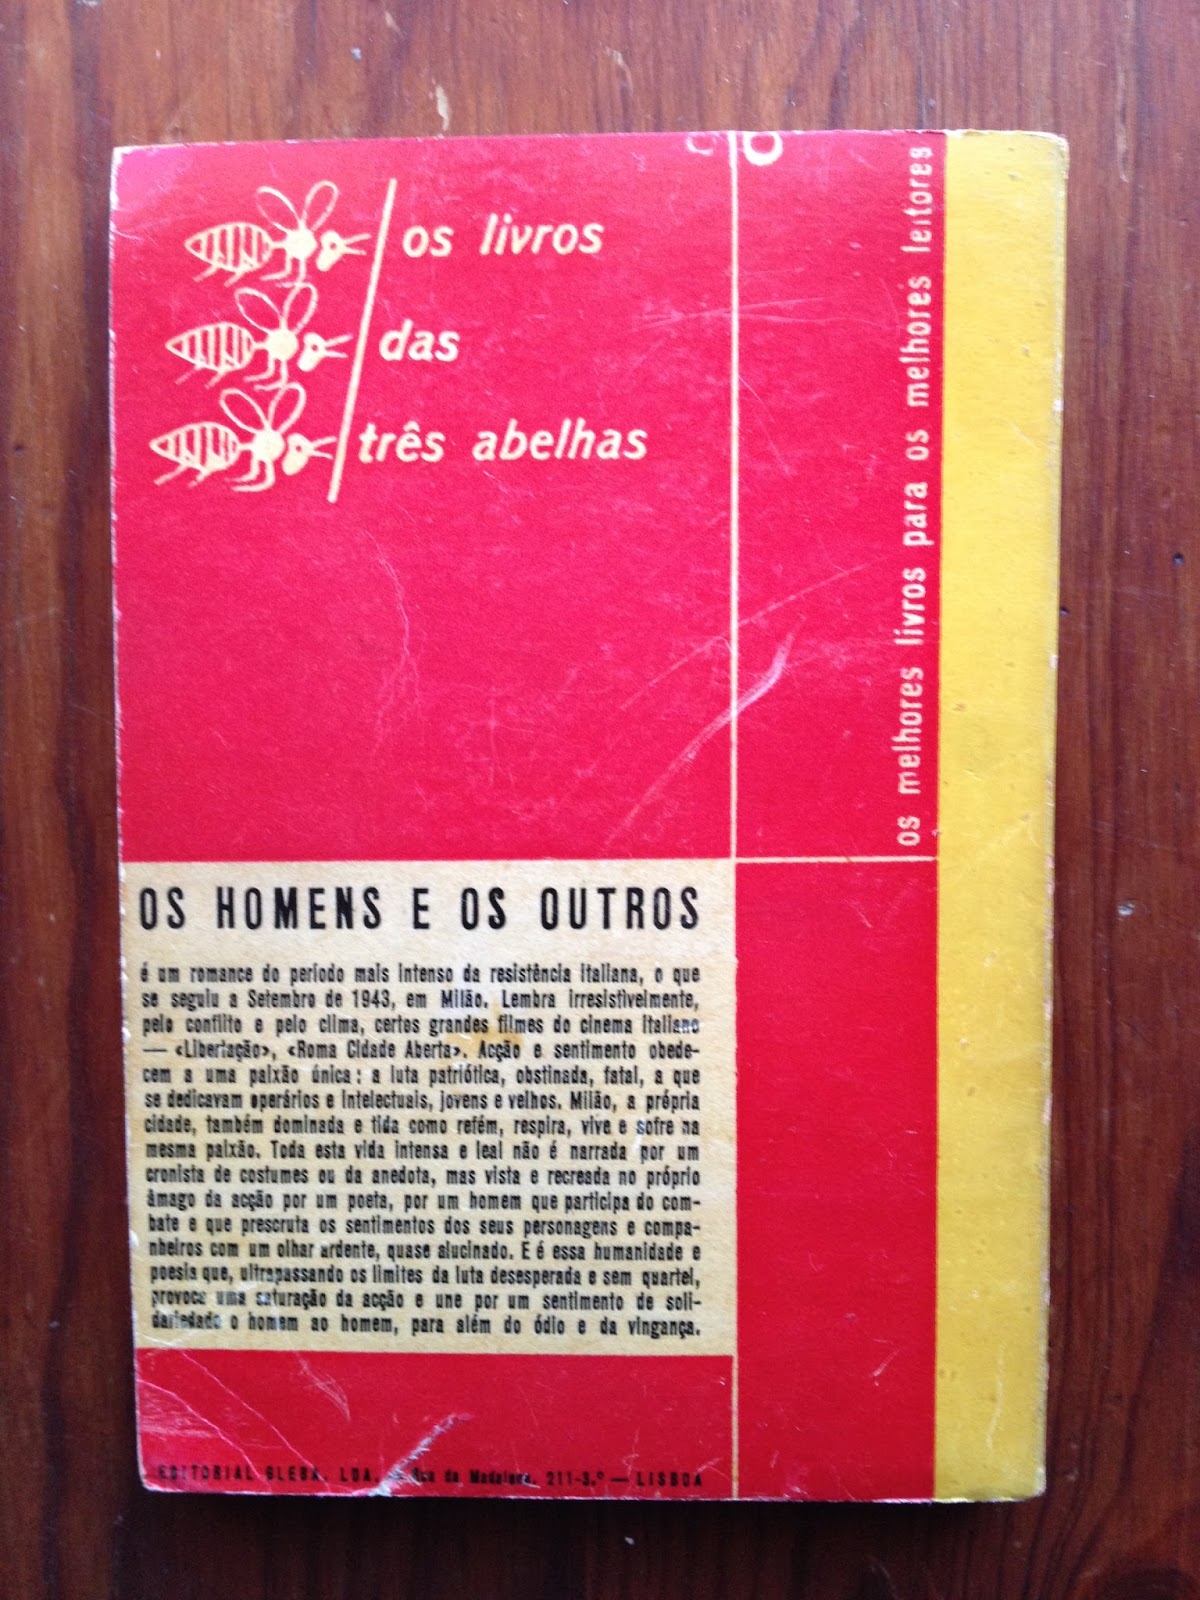 os livros
das
três abelhas
os melhores livros para os melhores leitores
OS HOMENS E OS OUTROS
é um romance do período mais intenso da resistência italiana, o que
se seguiu a Setembro de 1943, em Milão. Lembra irresistivelmente,
pelo conflito e pelo clima, certos grandes filmes do cinema italiano
— «Libertação», «Roma Cidade Aberta». Acção e sentimento obede-
cem a uma paixão única: a luta patriótica, obstinada, fatal, a que
se dedicavam operários e intelectuais, jovens e velhos. Milão, a própria
cidade, também dominada e tida como refém, respira, vive e sofre na
mesma paixão. Toda esta vida intensa e leal não é narrada por um
cronista de costumes ou da anedota, mas vista e recreada no próprio
âmago da acção por um poeta, por um homem que participa do com-
bate e que prescruta os sentimentos dos seus personagens e compa-
nheiros com um olhar ardente, quase alucinado. E é essa humanidade e
poesia que, ultrapassando os limites da luta desesperada e sem quartel,
provoca uma saturação da acção e une por um sentimento de soli-
dariedade o homem ao homem, para além do ódio e da vingança.
EDITORIAL GLEBA, LDA. — Rua da Madalena, 211-3.º — LISBOA